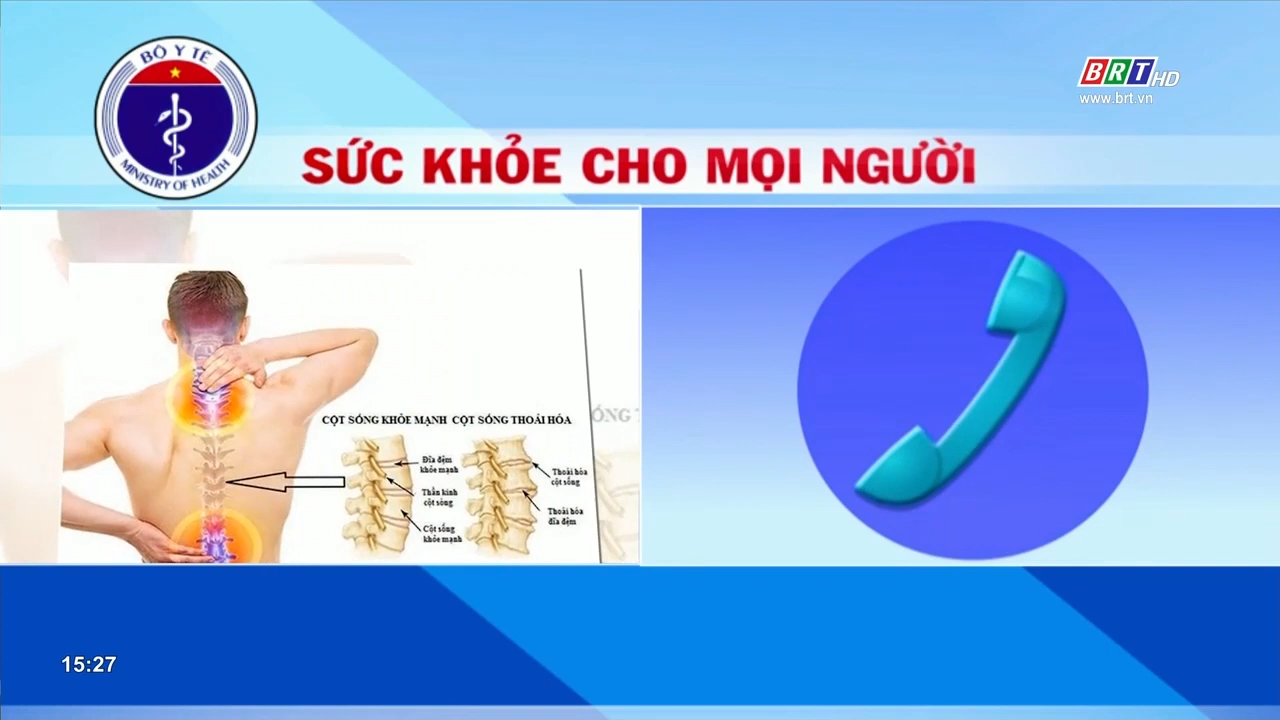 BỘ Y TẾ
MINISTRY OF HEALTH
BRT HD
www.brt.vn
SỨC KHỎE CHO MỌI NGƯỜI
CỘT SỐNG KHỎE MẠNH CỘT SỐNG THOÁI HÓA
Đĩa đệm
khỏe mạnh
Thần kinh
cột sống
Cột sống
khỏe mạnh
Thoái hóa
cột sống
Thoái hóa
đĩa đệm
15:27